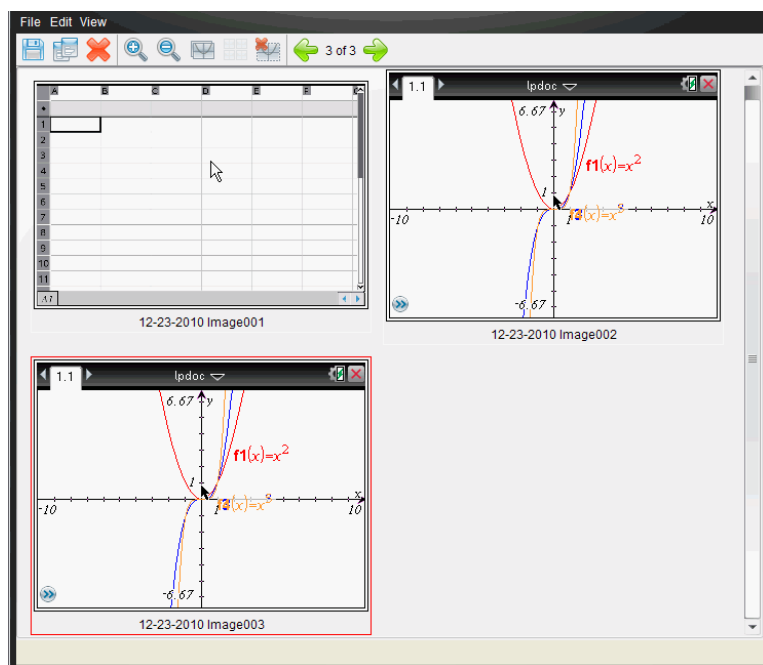 File Edit View
3 of 3
A B C D E F G
♦
1
2
3
4
5
6
7
8
9
10
11
A1
12-23-2010 Image001
1.1 lpdoc
6.67 y
f1(x)=x²
1
x
-10 1 10
-6.67
12-23-2010 Image002
1.1 lpdoc
6.67 y
f1(x)=x²
1
x
-10 1 10
-6.67
12-23-2010 Image003